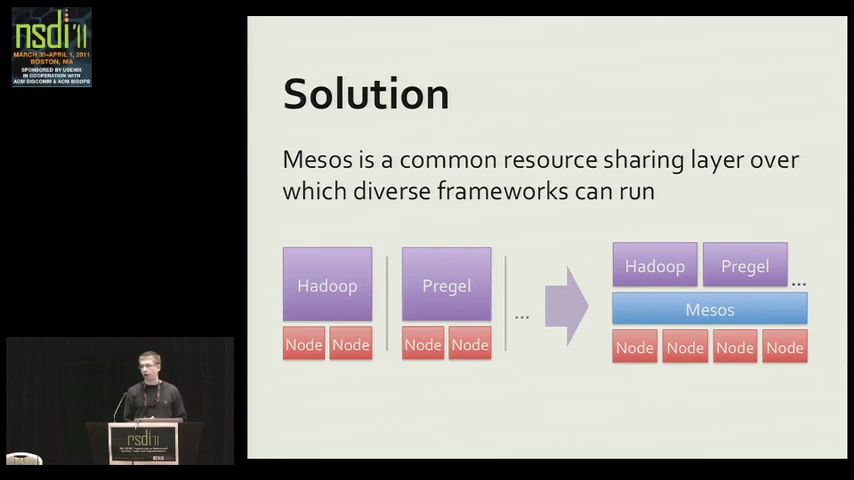 nsdi'11
MARCH 30–APRIL 1, 2011
BOSTON, MA
SPONSORED BY USENIX
IN COOPERATION WITH
ACM SIGCOMM & ACM SIGOPS
Solution
Mesos is a common resource sharing layer over
which diverse frameworks can run
Hadoop
Pregel
...
Node
Node
Node
Node
Hadoop
Pregel
...
Mesos
Node
Node
Node
Node
nsdi'11